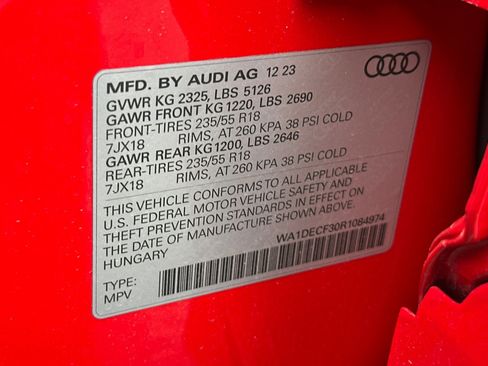 MFD. BY AUDI AG 12 23
GVWR KG 2325, LBS 5126
GAWR FRONT KG 1220, LBS 2690
FRONT-TIRES 235/55 R18
7JX18 RIMS, AT 260 KPA 38 PSI COLD
GAWR REAR KG 1200, LBS 2646
REAR-TIRES 235/55 R18
7JX18 RIMS, AT 260 KPA 38 PSI COLD
THIS VEHICLE CONFORMS TO ALL APPLICABLE
U.S. FEDERAL MOTOR VEHICLE SAFETY AND
THEFT PREVENTION STANDARDS IN EFFECT ON
THE DATE OF MANUFACTURE SHOWN ABOVE.
HUNGARY
WA1DECF30R1084974
TYPE:
MPV